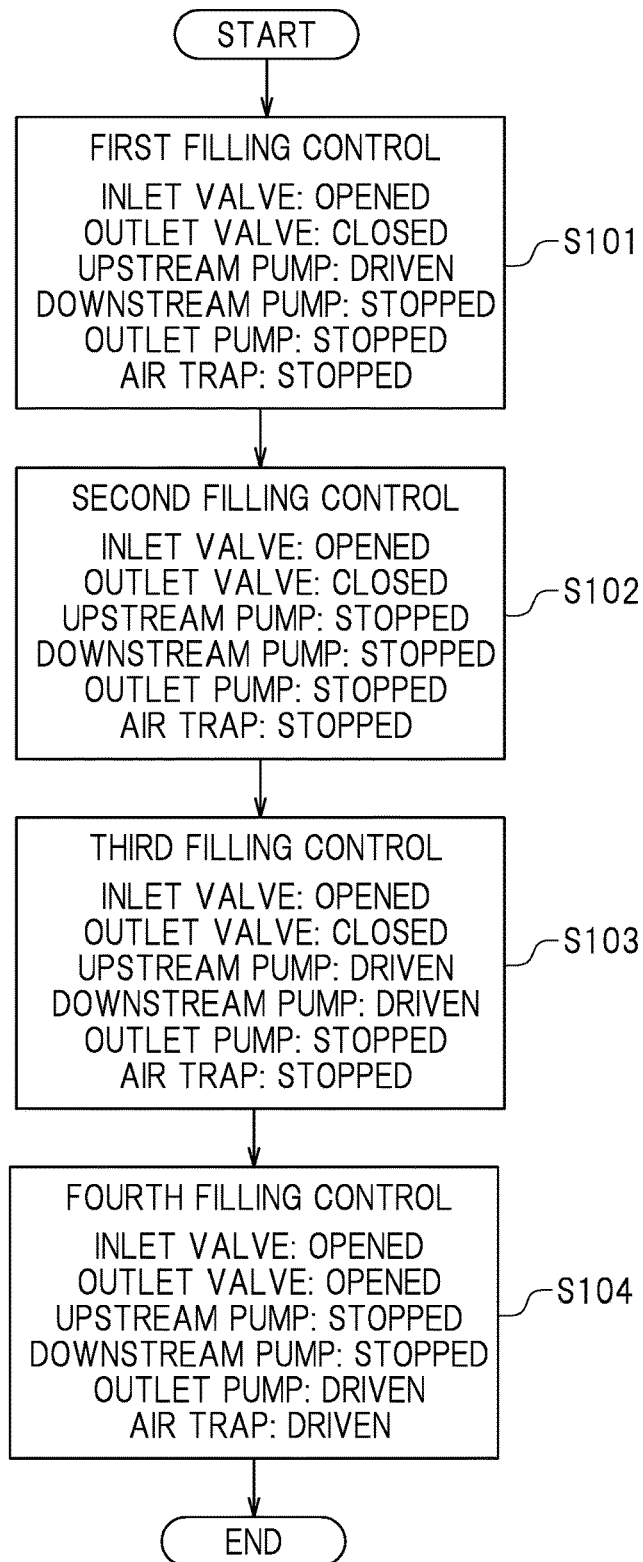 START
FIRST FILLING CONTROL
INLET VALVE: OPENED
OUTLET VALVE: CLOSED
UPSTREAM PUMP: DRIVEN
DOWNSTREAM PUMP: STOPPED
OUTLET PUMP: STOPPED
AIR TRAP: STOPPED
S101
SECOND FILLING CONTROL
INLET VALVE: OPENED
OUTLET VALVE: CLOSED
UPSTREAM PUMP: STOPPED
DOWNSTREAM PUMP: STOPPED
OUTLET PUMP: STOPPED
AIR TRAP: STOPPED
S102
THIRD FILLING CONTROL
INLET VALVE: OPENED
OUTLET VALVE: CLOSED
UPSTREAM PUMP: DRIVEN
DOWNSTREAM PUMP: DRIVEN
OUTLET PUMP: STOPPED
AIR TRAP: STOPPED
S103
FOURTH FILLING CONTROL
INLET VALVE: OPENED
OUTLET VALVE: OPENED
UPSTREAM PUMP: STOPPED
DOWNSTREAM PUMP: STOPPED
OUTLET PUMP: DRIVEN
AIR TRAP: DRIVEN
S104
END